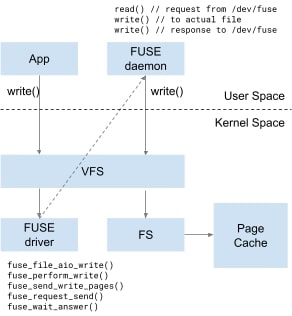 read() // request from /dev/fuse
write() // to actual file
write() // response to /dev/fuse
App
FUSE
daemon
write()
write()
User Space
Kernel Space
VFS
FUSE
driver
FS
Page
Cache
fuse_file_aio_write()
fuse_perform_write()
fuse_send_write_pages()
fuse_request_send()
fuse_wait_answer()